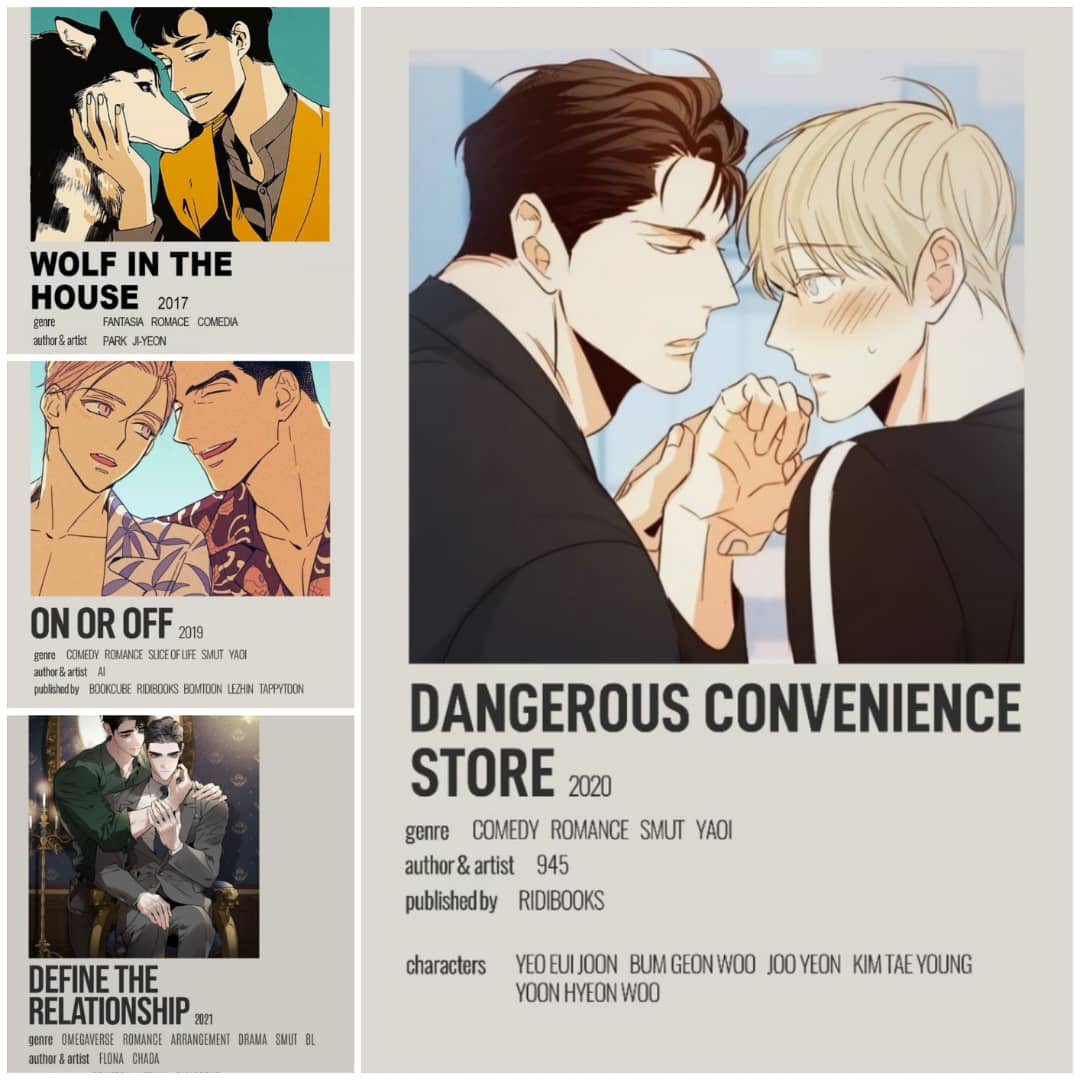 WOLF IN THE
HOUSE 2017
genre FANTASIA ROMACE COMEDIA
author & artist PARK JI-YEON
ON OR OFF 2019
genre COMEDY ROMANCE SLICE OF LIFE SMUT YAOI
author & artist A1
published by BOOKCUBE RIDIBOOKS BOMTOON LEZHIN TAPPYTOON
DEFINE THE
RELATIONSHIP 2021
genre OMEGAVERSE ROMANCE ARRANGEMENT DRAMA SMUT BL
author & artist FLONA CHADA
DANGEROUS CONVENIENCE
STORE 2020
genre COMEDY ROMANCE SMUT YAOI
author & artist 945
published by RIDIBOOKS
characters YEO EUI JOON BUM GEON WOO JOO YEON KIM TAE YOUNG
YOON HYEON WOO